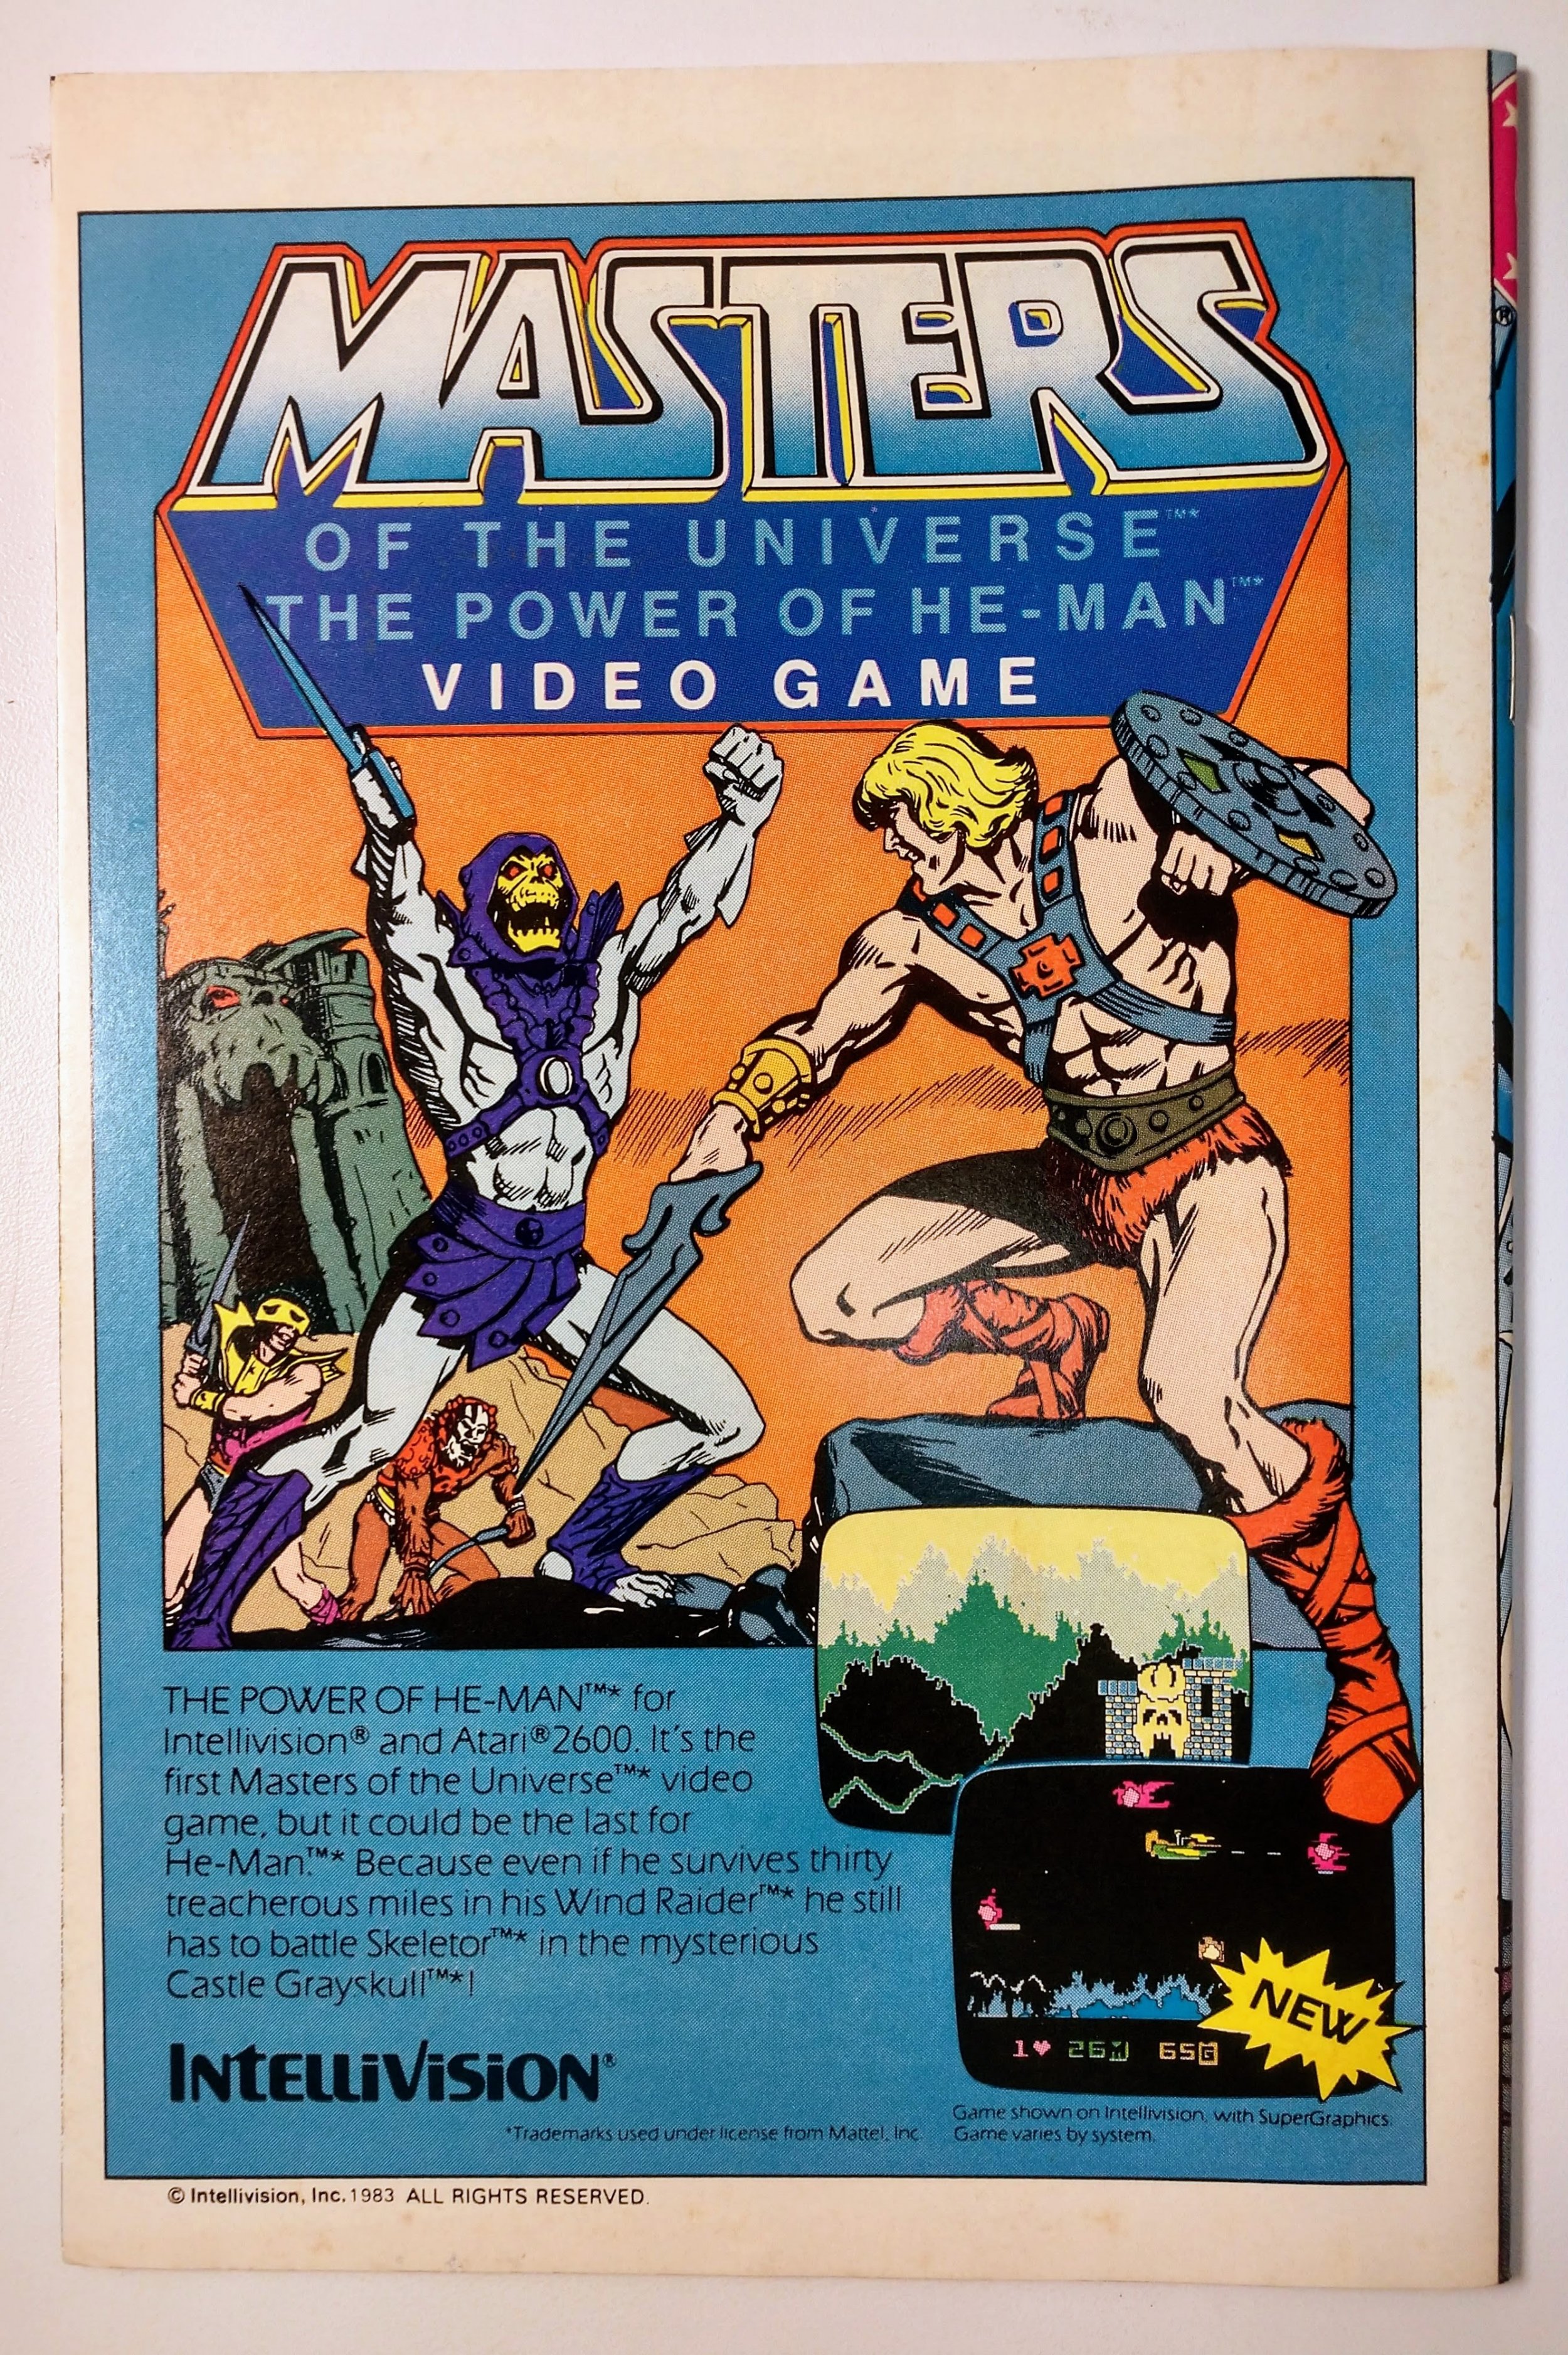 MASTERS
OF THE UNIVERSE™*
THE POWER OF HE-MAN™*
VIDEO GAME
THE POWER OF HE-MAN™* for
Intellivision® and Atari® 2600. It's the
first Masters of the Universe™* video
game, but it could be the last for
He-Man.™* Because even if he survives thirty
treacherous miles in his Wind Raider™* he still
has to battle Skeletor™* in the mysterious
Castle Grayskull™*!
1♥ 26M 65G
NEW
INTELLIVISION®
Game shown on Intellivision, with SuperGraphics.
Game varies by system.
*Trademarks used under license from Mattel, Inc.
© Intellivision, Inc. 1983 ALL RIGHTS RESERVED.
®